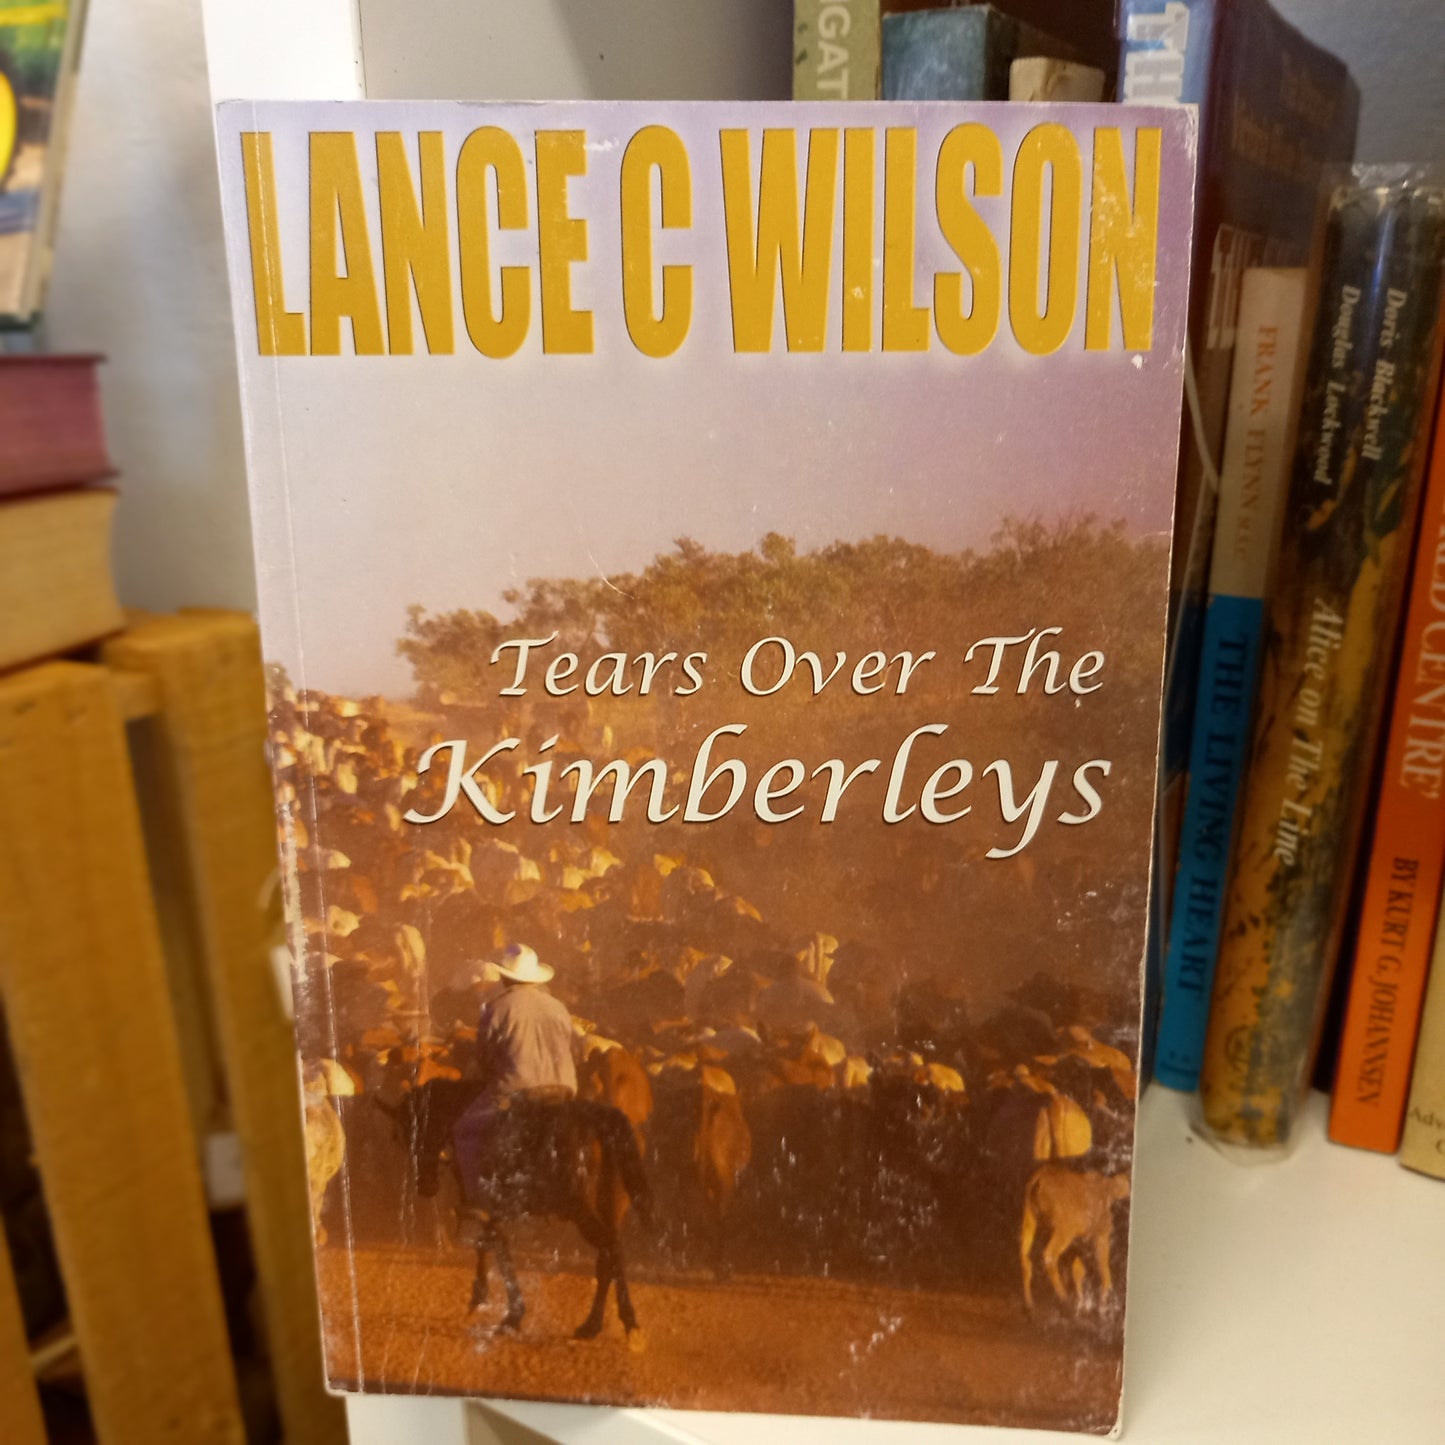 LANCE C WILSON
Tears Over The
Kimberleys
FRANK FLYNN M.S.C.
THE LIVING HEART
Doris Blackwell
Douglas Lockwood
Alice on The Line
CENTRE
BY KURT G. JOHANNSEN